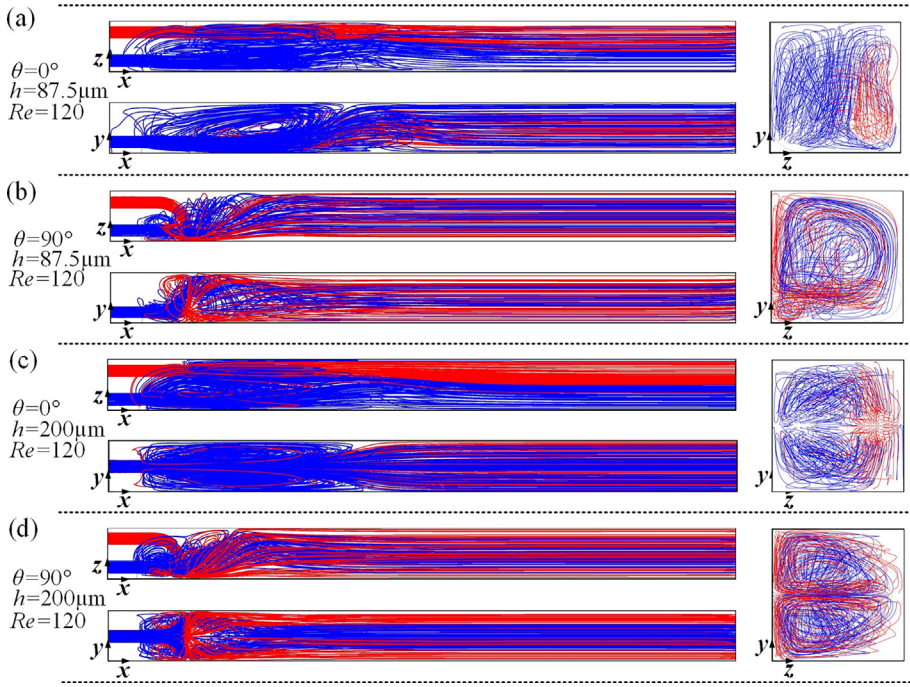 (a)
θ=0°
h=87.5μm
Re=120
z
x
y
x
y
z
(b)
θ=90°
h=87.5μm
Re=120
z
x
y
x
y
z
(c)
θ=0°
h=200μm
Re=120
z
x
y
x
y
z
(d)
θ=90°
h=200μm
Re=120
z
x
y
x
y
z